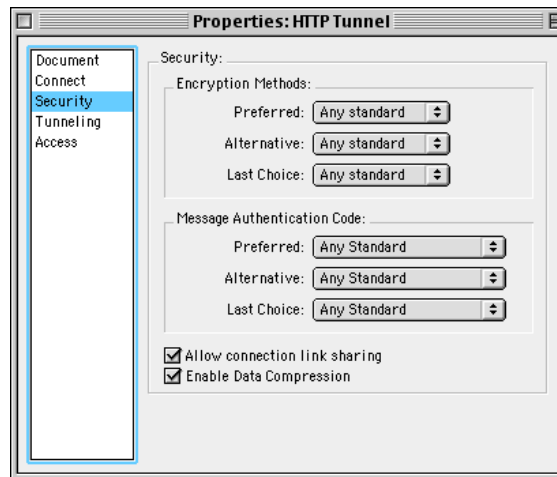 Properties: HTTP Tunnel
Document
Connect
Security
Tunneling
Access
Security:
Encryption Methods:
Preferred: Any standard
Alternative: Any standard
Last Choice: Any standard
Message Authentication Code:
Preferred: Any Standard
Alternative: Any Standard
Last Choice: Any Standard
Allow connection link sharing
Enable Data Compression